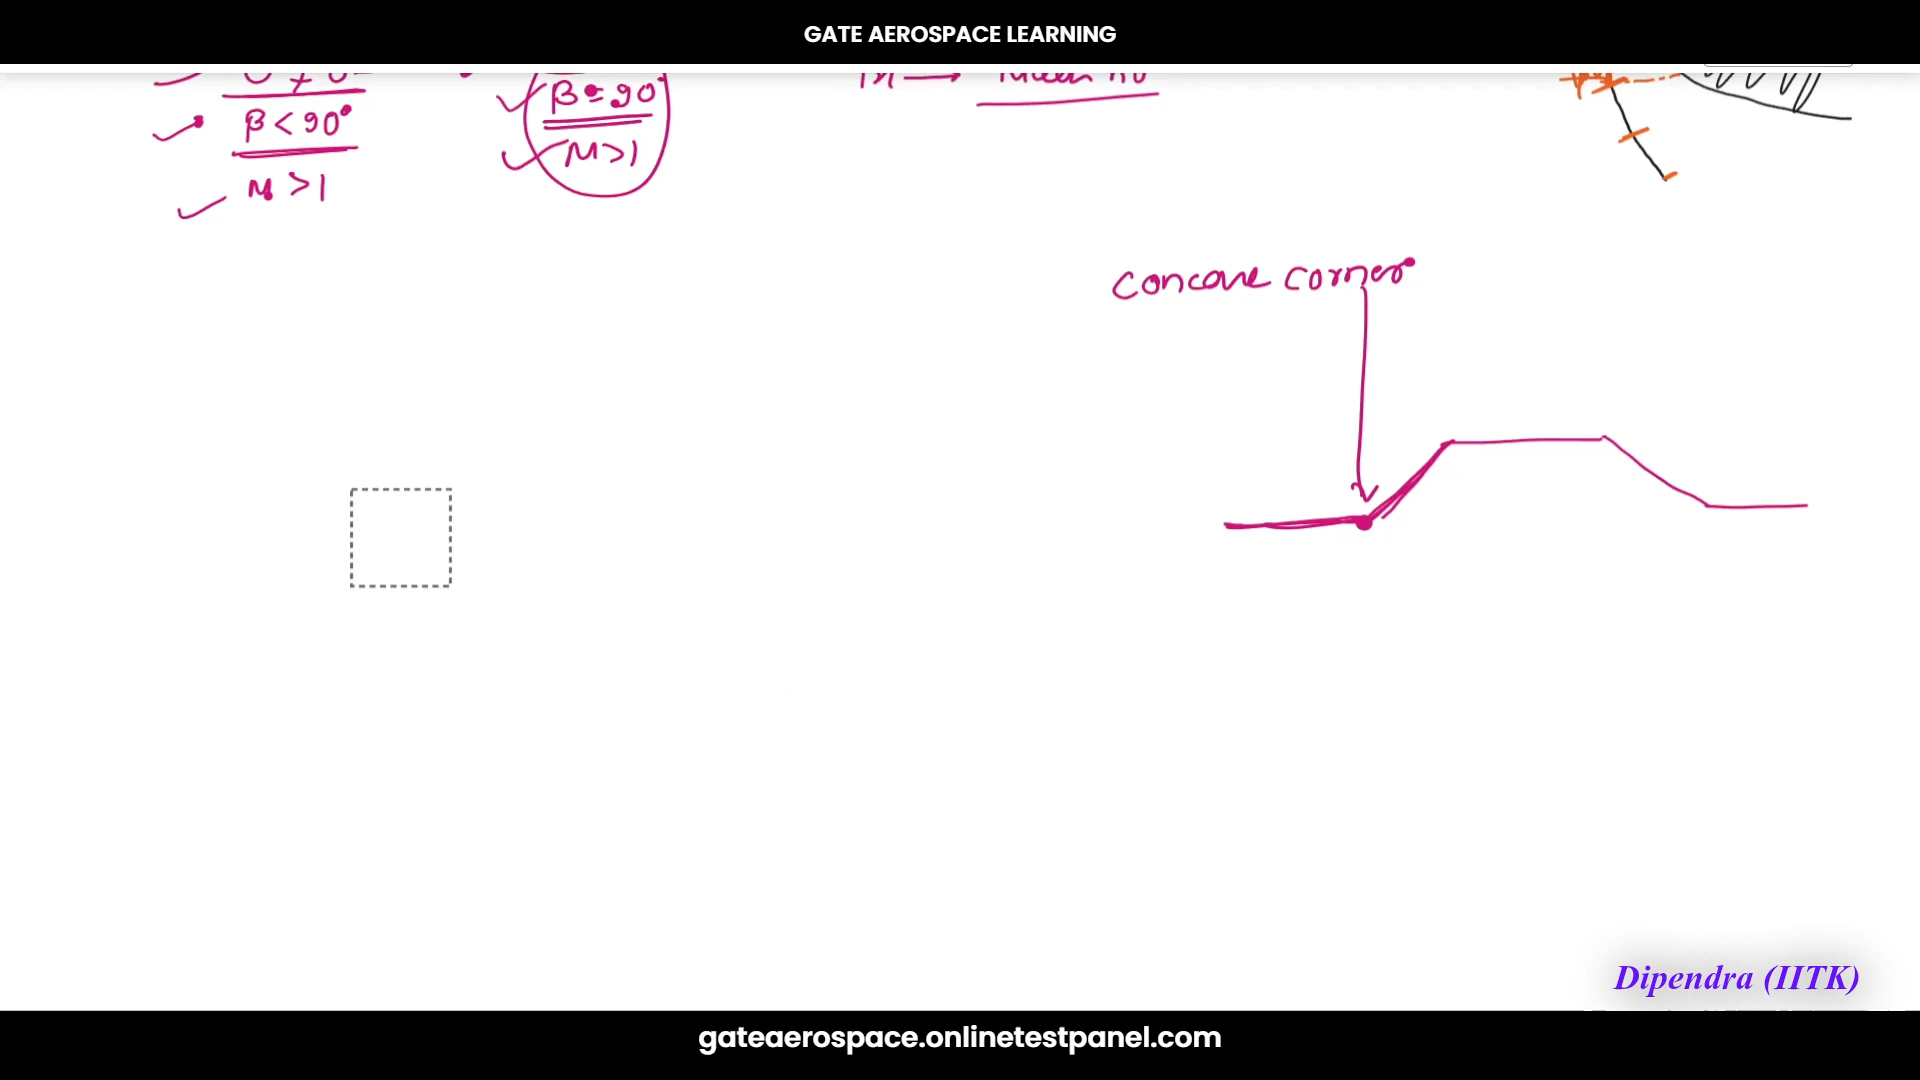 GATE AEROSPACE LEARNING
β < 90°
M > 1
β = 90°
M > 1
M →
concave corner
Dipendra (IITK)
gateaerospace.onlinetestpanel.com